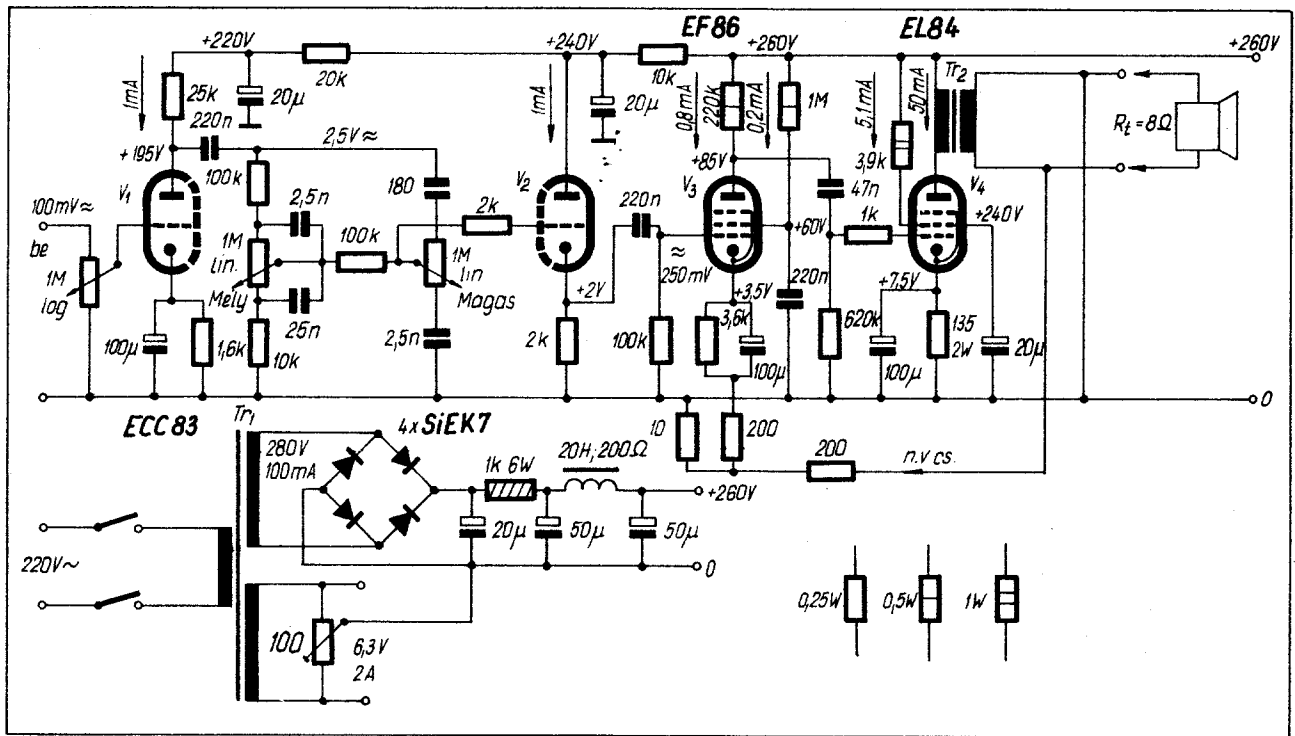 EF86
EL84
+220V
+240V
+260V
+260V
20k
10k
1mA
25k
20µ
1mA
20µ
0,8mA
220k
0,2mA
1M
5,1mA
50mA
Tr2
Rt=8Ω
220n
2,5V≈
+195V
+85V
3,9k
V1
100k
180
V2
V3
47n
V4
100mV≈
2,5n
2k
220n
1k
+240V
be
1M
lin.
100k
1M
lin
≈
250mV
+60V
1M
log
Mély
Magas
+2V
220n
25n
+3,5V
+7,5V
100µ
1,6k
10k
2,5n
2k
100k
3,6k
100µ
620k
100µ
135
2W
20µ
0
ECC83
Tr1
4xSiEK7
10
200
200
n.v cs.
280V
100mA
1k 6W
20H; 200Ω
+260V
20µ
50µ
50µ
220V~
0
0,25W
0,5W
1W
100
6,3V
2A